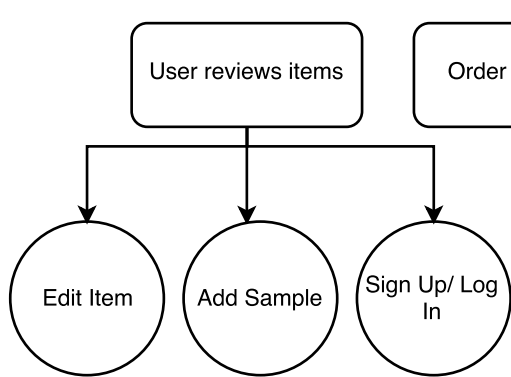 User reviews items
Order
Edit Item
Add Sample
Sign Up/ Log
In